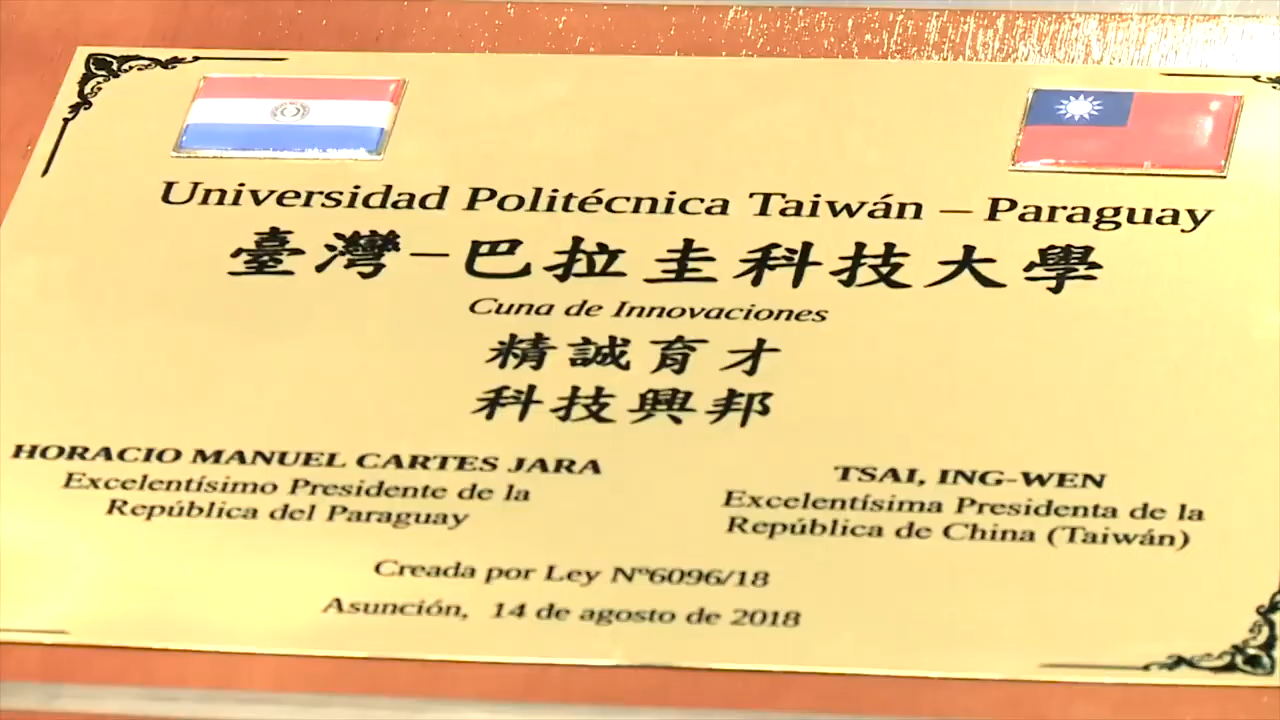 Universidad Politécnica Taiwán – Paraguay
臺灣–巴拉圭科技大學
Cuna de Innovaciones
精誠育才
科技興邦
HORACIO MANUEL CARTES JARA
Excelentísimo Presidente de la
República del Paraguay
TSAI, ING-WEN
Excelentísima Presidenta de la
República de China (Taiwán)
Creada por Ley Nº6096/18
Asunción, 14 de agosto de 2018